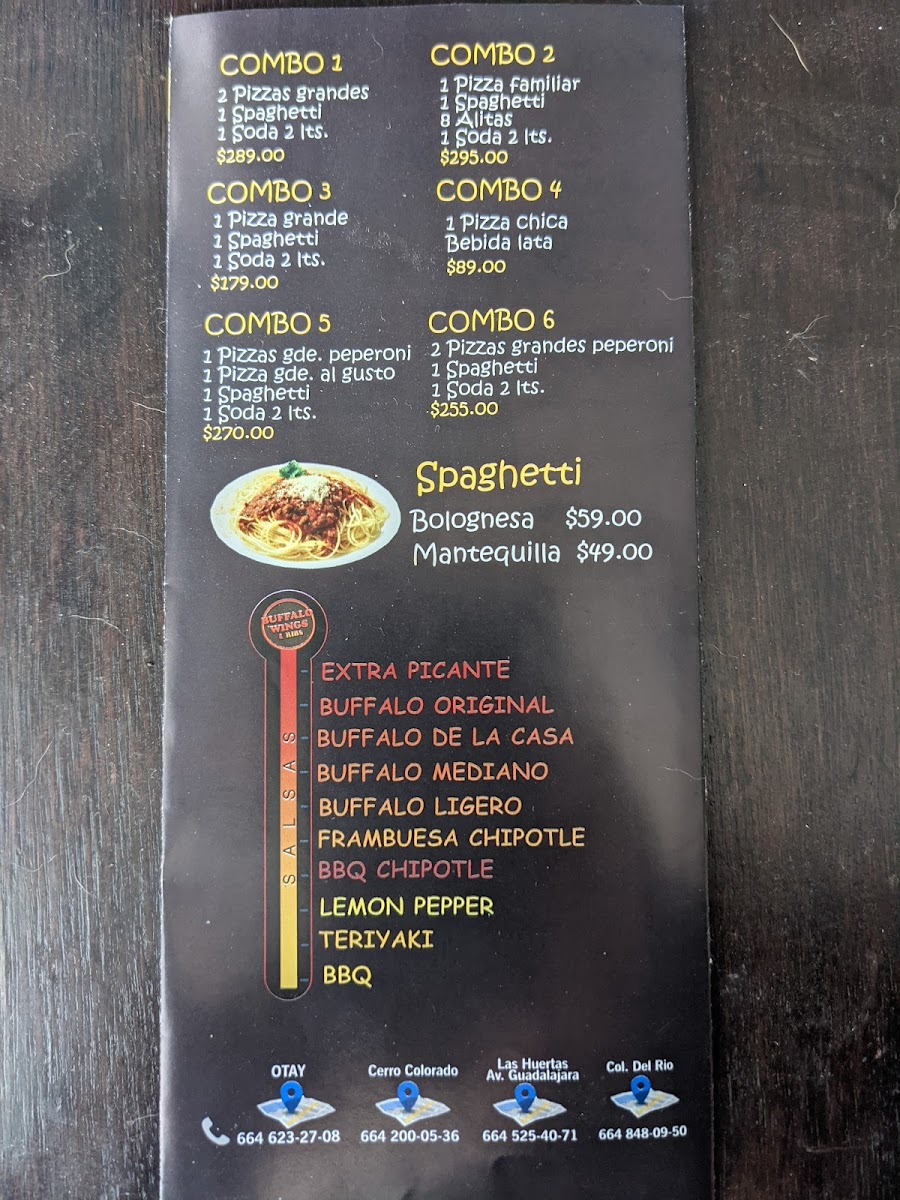 COMBO 1
2 Pizzas grandes
1 Spaghetti
1 Soda 2 lts.
$289.00
COMBO 2
1 Pizza familiar
1 Spaghetti
8 Alitas
1 Soda 2 lts.
$295.00
COMBO 3
1 Pizza grande
1 Spaghetti
1 Soda 2 lts.
$179.00
COMBO 4
1 Pizza chica
Bebida lata
$89.00
COMBO 5
1 Pizzas gde. peperoni
1 Pizza gde. al gusto
1 Spaghetti
1 Soda 2 lts.
$270.00
COMBO 6
2 Pizzas grandes peperoni
1 Spaghetti
1 Soda 2 lts.
$255.00
Spaghetti
Bolognesa $59.00
Mantequilla $49.00
BUFFALO
WINGS
& RIBS
SALSAS
EXTRA PICANTE
BUFFALO ORIGINAL
BUFFALO DE LA CASA
BUFFALO MEDIANO
BUFFALO LIGERO
FRAMBUESA CHIPOTLE
BBQ CHIPOTLE
LEMON PEPPER
TERIYAKI
BBQ
OTAY
664 623-27-08
Cerro Colorado
664 200-05-36
Las Huertas
Av. Guadalajara
664 525-40-71
Col. Del Rio
664 848-09-50